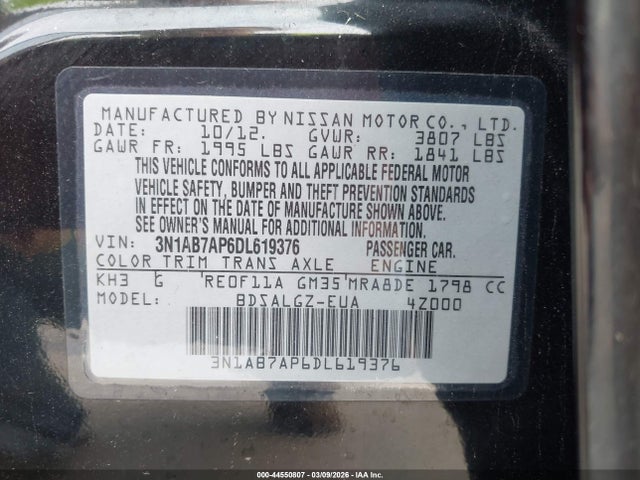 MANUFACTURED BY NISSAN MOTOR CO., LTD.
DATE: 10/12. GVWR: 3807 LBS
GAWR FR: 1995 LBS GAWR RR: 1841 LBS
THIS VEHICLE CONFORMS TO ALL APPLICABLE FEDERAL MOTOR
VEHICLE SAFETY, BUMPER AND THEFT PREVENTION STANDARDS
IN EFFECT ON THE DATE OF MANUFACTURE SHOWN ABOVE.
SEE OWNER'S MANUAL FOR ADDITIONAL INFORMATION.
VIN: 3N1AB7AP6DL619376 PASSENGER CAR.
COLOR TRIM TRANS AXLE ENGINE
KH3 G RE0F11A GM35 MRA8DE 1798 CC
MODEL: BDSALGZ-EUA 4Z000
3N1AB7AP6DL619376
000-44550807 - 03/09/2026 - IAA Inc.